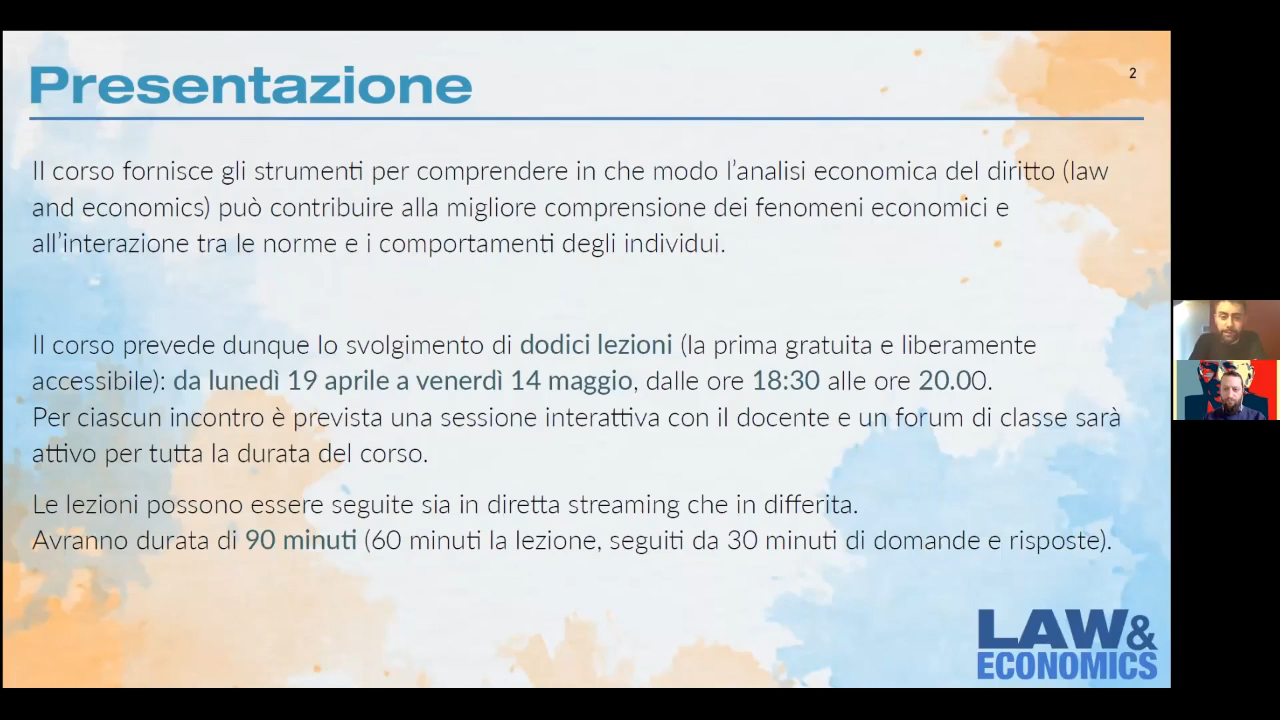 Presentazione
2
Il corso fornisce gli strumenti per comprendere in che modo l'analisi economica del diritto (law
and economics) può contribuire alla migliore comprensione dei fenomeni economici e
all'interazione tra le norme e i comportamenti degli individui.
Il corso prevede dunque lo svolgimento di dodici lezioni (la prima gratuita e liberamente
accessibile): da lunedì 19 aprile a venerdì 14 maggio, dalle ore 18:30 alle ore 20.00.
Per ciascun incontro è prevista una sessione interattiva con il docente e un forum di classe sarà
attivo per tutta la durata del corso.
Le lezioni possono essere seguite sia in diretta streaming che in differita.
Avranno durata di 90 minuti (60 minuti la lezione, seguiti da 30 minuti di domande e risposte).
LAW&
ECONOMICS